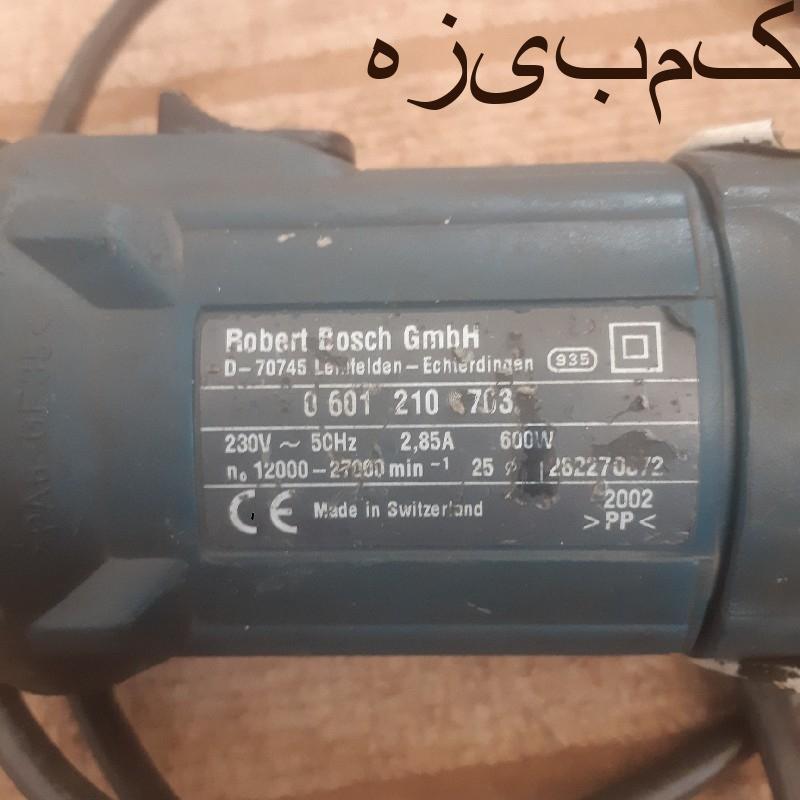 کمبیزه
Robert Bosch GmbH
D-70745 Leinfelden-Echterdingen 935
0 601 210 703
230V ~ 50Hz 2,85A 600W
n₀ 12000-27000 min⁻¹ 25 ⌀
CE Made in Switzerland 2002
>PP<